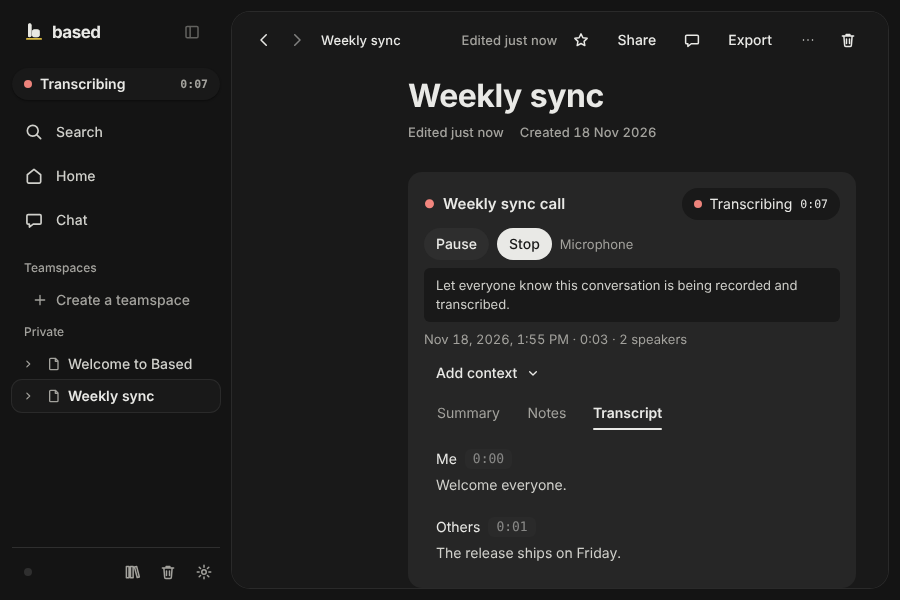 based
Transcribing 0:07
Search
Home
Chat
Teamspaces
Create a teamspace
Private
Welcome to Based
Weekly sync
Weekly sync Edited just now Share Export
Weekly sync
Edited just now Created 18 Nov 2026
Weekly sync call Transcribing 0:07
Pause Stop Microphone
Let everyone know this conversation is being recorded and
transcribed.
Nov 18, 2026, 1:55 PM · 0:03 · 2 speakers
Add context
Summary Notes Transcript
Me 0:00
Welcome everyone.
Others 0:01
The release ships on Friday.